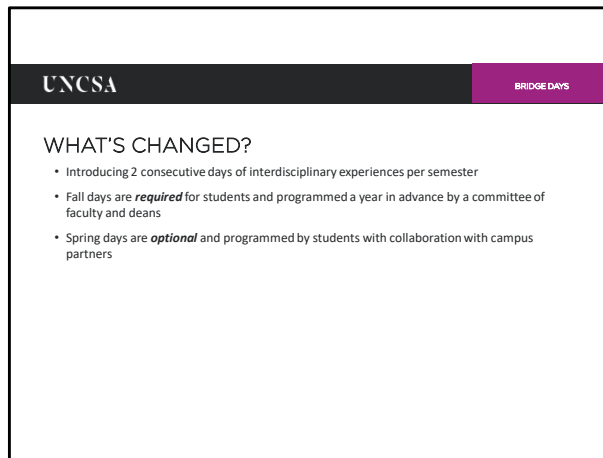 UNCSA
BRIDGE DAYS
WHAT'S CHANGED?
• Introducing 2 consecutive days of interdisciplinary experiences per semester
• Fall days are required for students and programmed a year in advance by a committee of
faculty and deans
• Spring days are optional and programmed by students with collaboration with campus
partners